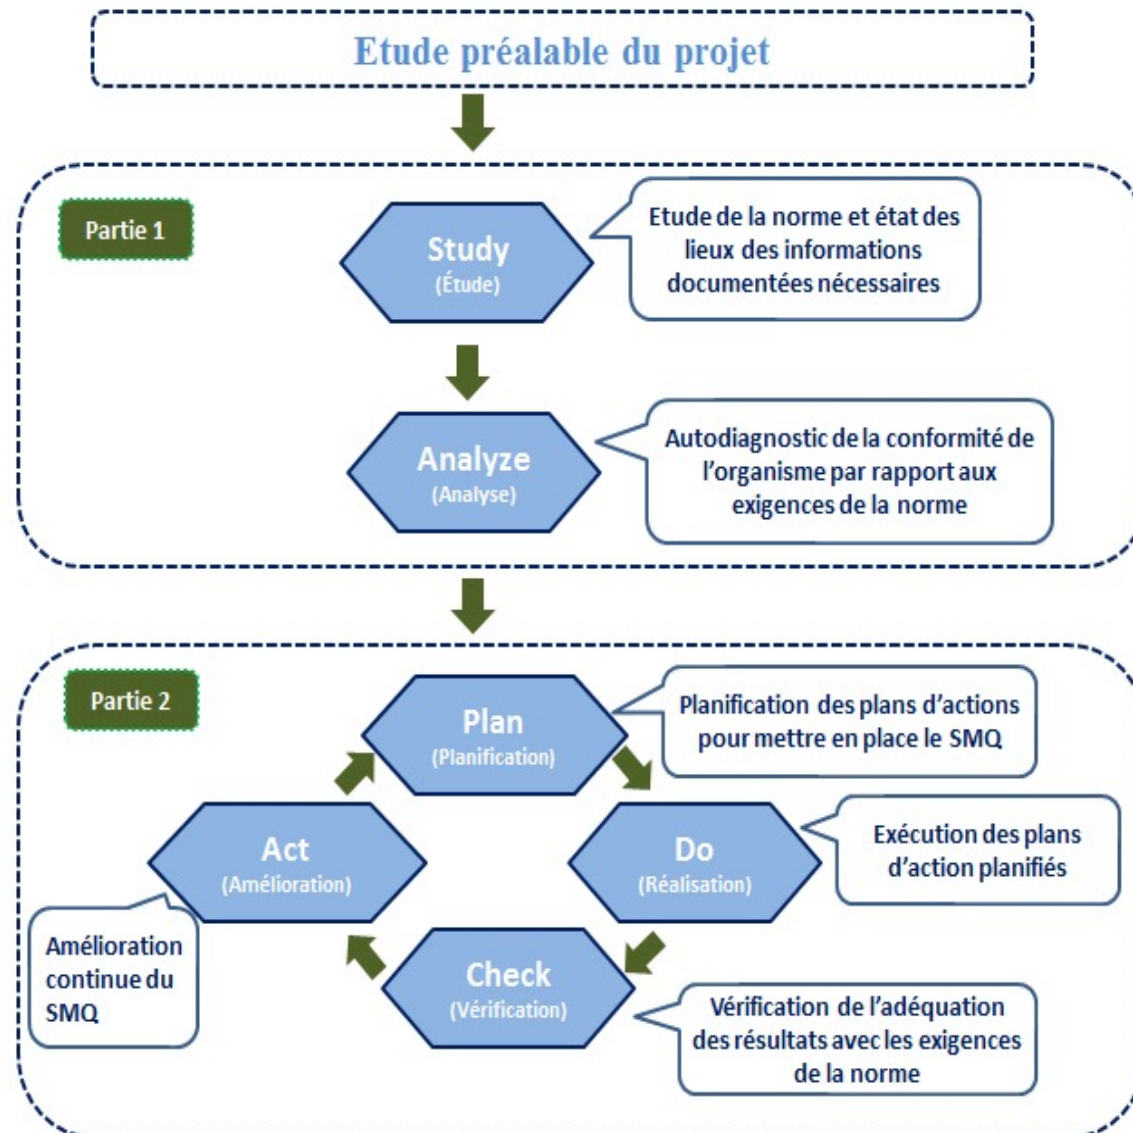 Etude préalable du projet
Partie 1
Study
(Étude)
Etude de la norme et état des
lieux des informations
documentées nécessaires
Analyze
(Analyse)
Autodiagnostic de la conformité de
l’organisme par rapport aux
exigences de la norme
Partie 2
Plan
(Planification)
Planification des plans d’actions
pour mettre en place le SMQ
Act
(Amélioration)
Do
(Réalisation)
Exécution des plans
d’action planifiés
Amélioration
continue du
SMQ
Check
(Vérification)
Vérification de l’adéquation
des résultats avec les exigences
de la norme